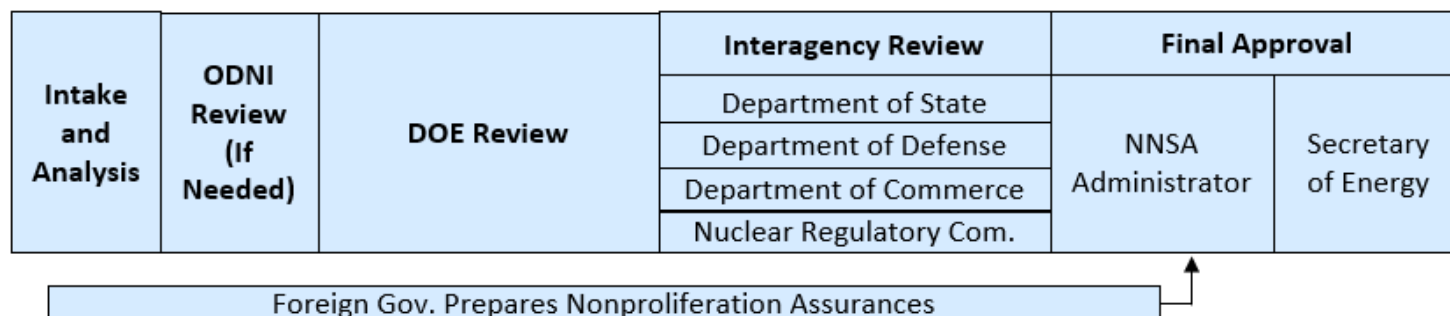 Intake
and
Analysis
ODNI
Review
(If
Needed)
DOE Review
Interagency Review
Department of State
Department of Defense
Department of Commerce
Nuclear Regulatory Com.
Final Approval
NNSA
Administrator
Secretary
of Energy
Foreign Gov. Prepares Nonproliferation Assurances